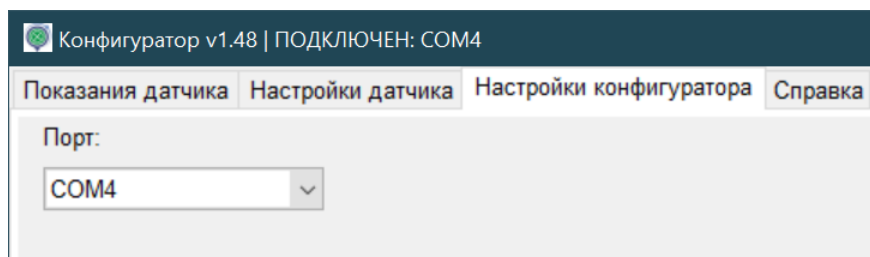 Конфигуратор v1.48 | ПОДКЛЮЧЕН: COM4
Показания датчика Настройки датчика Настройки конфигуратора Справка
Порт:
COM4